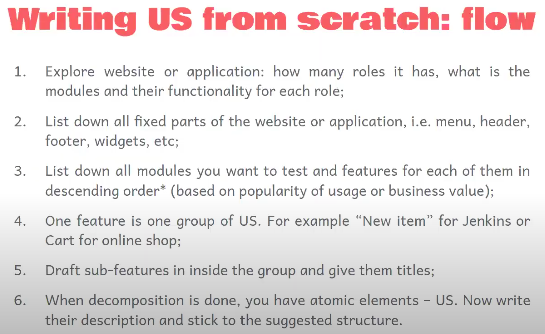 Writing US from scratch: flow
1. Explore website or application: how many roles it has, what is the
modules and their functionality for each role;
2. List down all fixed parts of the website or application, i.e. menu, header,
footer, widgets, etc;
3. List down all modules you want to test and features for each of them in
descending order* (based on popularity of usage or business value);
4. One feature is one group of US. For example “New item” for Jenkins or
Cart for online shop;
5. Draft sub-features in inside the group and give them titles;
6. When decomposition is done, you have atomic elements – US. Now write
their description and stick to the suggested structure.